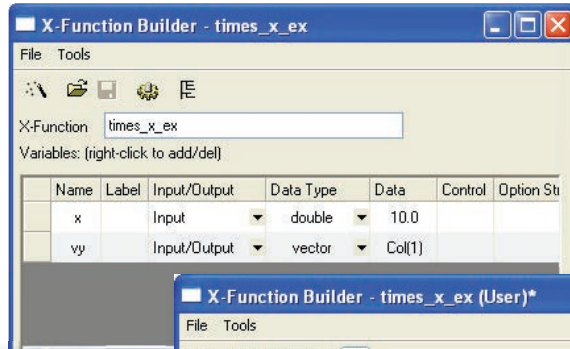 X-Function Builder - times_x_ex
File Tools
X-Function times_x_ex
Variables: (right-click to add/del)
Name Label Input/Output Data Type Data Control Option Str
x Input double 10.0
vy Input/Output vector Col(1)
X-Function Builder - times_x_ex (User)*
File Tools